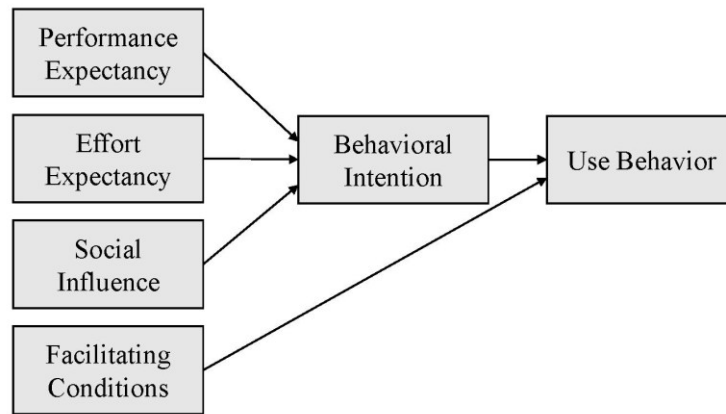 Performance
Expectancy
Effort
Expectancy
Social
Influence
Facilitating
Conditions
Behavioral
Intention
Use Behavior